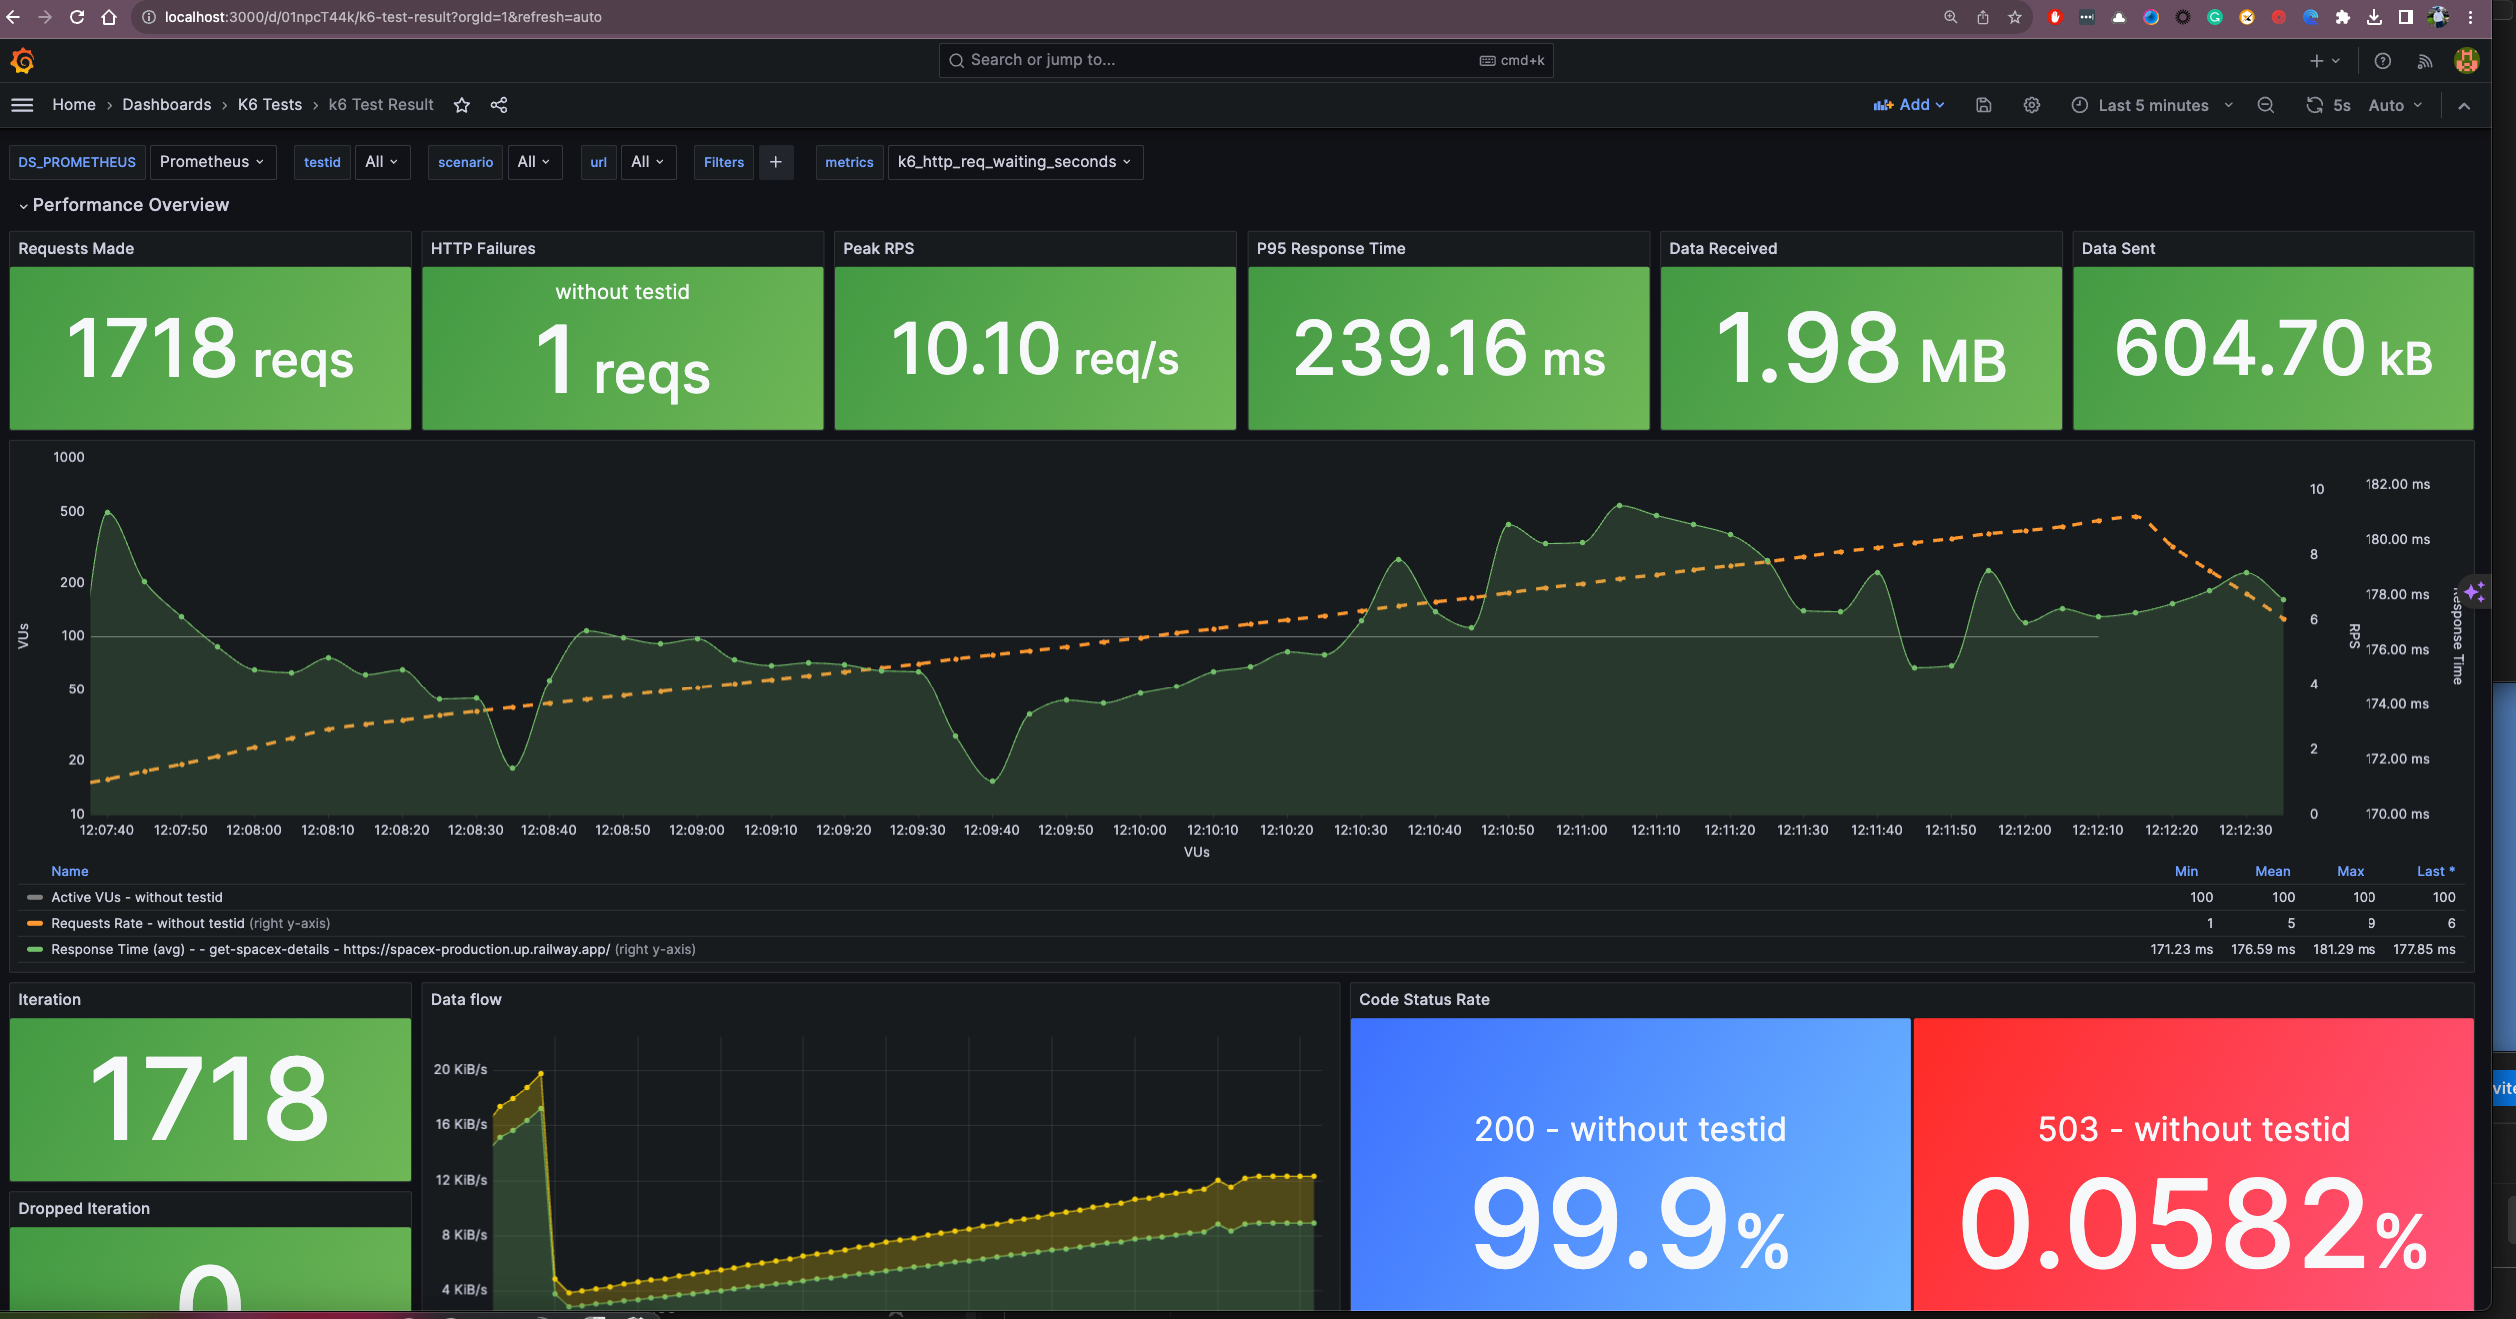 localhost:3000/d/01npcT44k/k6-test-result?orgId=1&refresh=auto
Search or jump to... cmd+k
Home › Dashboards › K6 Tests › k6 Test Result Add Last 5 minutes 5s Auto
DS_PROMETHEUS Prometheus testid All scenario All url All Filters + metrics k6_http_req_waiting_seconds
Performance Overview
Requests Made
1718 reqs
HTTP Failures
without testid
1 reqs
Peak RPS
10.10 req/s
P95 Response Time
239.16 ms
Data Received
1.98 MB
Data Sent
604.70 kB
VUs
1000
500
200
100
50
20
10
10
8
6
4
2
0
RPS
182.00 ms
180.00 ms
178.00 ms
176.00 ms
174.00 ms
172.00 ms
170.00 ms
Response Time
12:07:40 12:07:50 12:08:00 12:08:10 12:08:20 12:08:30 12:08:40 12:08:50 12:09:00 12:09:10 12:09:20 12:09:30 12:09:40 12:09:50 12:10:00 12:10:10 12:10:20 12:10:30 12:10:40 12:10:50 12:11:00 12:11:10 12:11:20 12:11:30 12:11:40 12:11:50 12:12:00 12:12:10 12:12:20 12:12:30
VUs
Name Min Mean Max Last *
Active VUs - without testid 100 100 100 100
Requests Rate - without testid (right y-axis) 1 5 9 6
Response Time (avg) - - get-spacex-details - https://spacex-production.up.railway.app/ (right y-axis) 171.23 ms 176.59 ms 181.29 ms 177.85 ms
Iteration
1718
Dropped Iteration
0
Data flow
20 KiB/s
16 KiB/s
12 KiB/s
8 KiB/s
4 KiB/s
Code Status Rate
200 - without testid
99.9%
503 - without testid
0.0582%